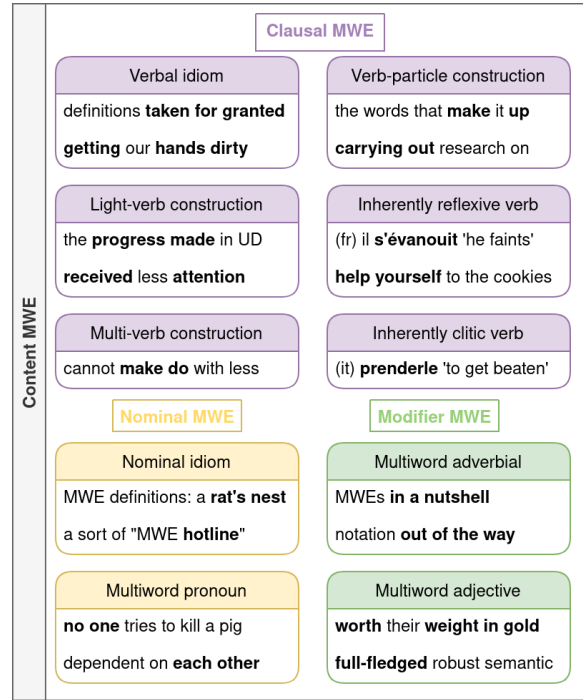 Content MWE
Clausal MWE
Verbal idiom
definitions taken for granted
getting our hands dirty
Verb-particle construction
the words that make it up
carrying out research on
Light-verb construction
the progress made in UD
received less attention
Inherently reflexive verb
(fr) il s'évanouit 'he faints'
help yourself to the cookies
Multi-verb construction
cannot make do with less
Inherently clitic verb
(it) prenderle 'to get beaten'
Nominal MWE
Nominal idiom
MWE definitions: a rat's nest
a sort of "MWE hotline"
Multiword pronoun
no one tries to kill a pig
dependent on each other
Modifier MWE
Multiword adverbial
MWEs in a nutshell
notation out of the way
Multiword adjective
worth their weight in gold
full-fledged robust semantic